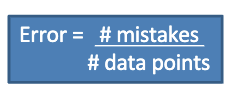 Error = # mistakes
# data points